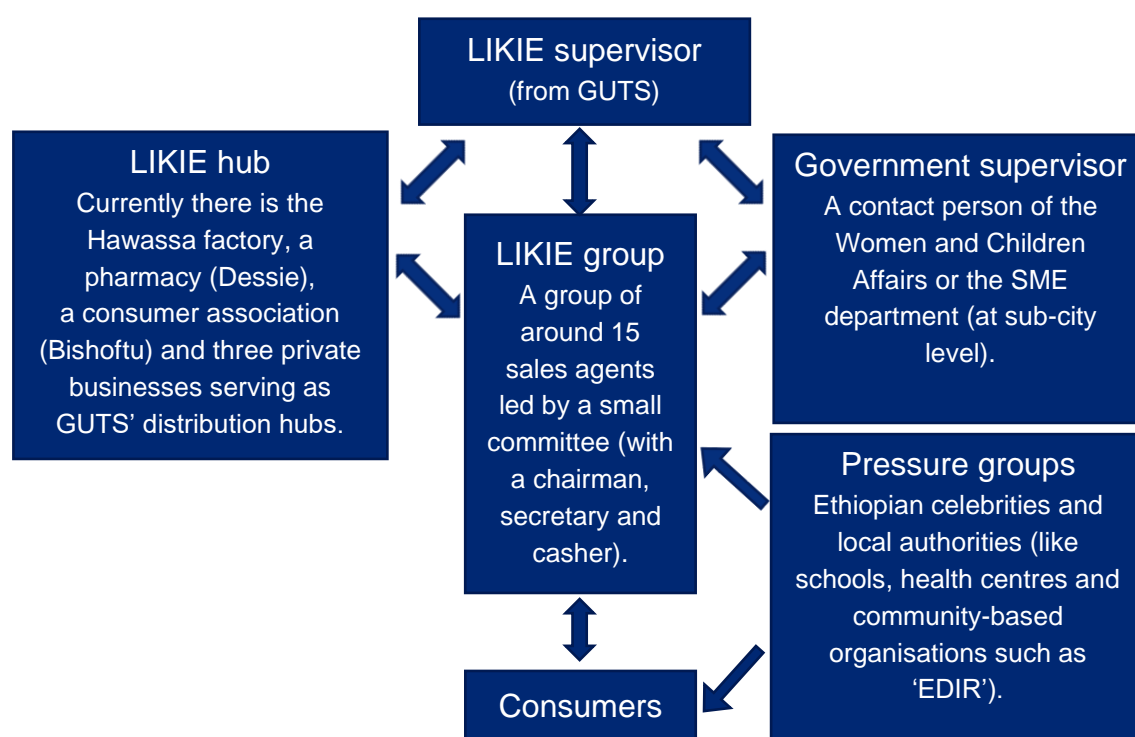 LIKIE supervisor
(from GUTS)
LIKIE hub
Currently there is the
Hawassa factory, a
pharmacy (Dessie),
a consumer association
(Bishoftu) and three private
businesses serving as
GUTS’ distribution hubs.
LIKIE group
A group of
around 15
sales agents
led by a small
committee (with
a chairman,
secretary and
casher).
Government supervisor
A contact person of the
Women and Children
Affairs or the SME
department (at sub-city
level).
Pressure groups
Ethiopian celebrities and
local authorities (like
schools, health centres and
community-based
organisations such as
‘EDIR’).
Consumers